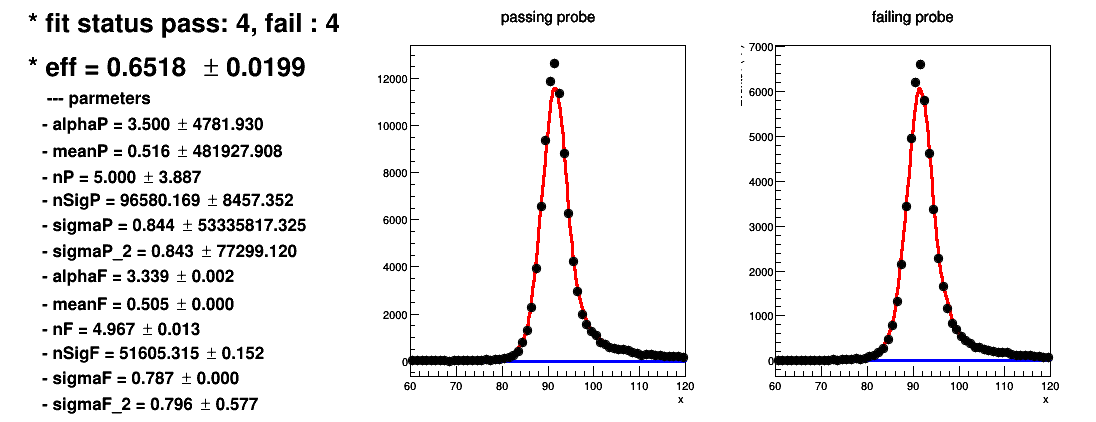 * fit status pass: 4, fail : 4
* eff = 0.6518 ± 0.0199
--- parmeters
- alphaP = 3.500 ± 4781.930
- meanP = 0.516 ± 481927.908
- nP = 5.000 ± 3.887
- nSigP = 96580.169 ± 8457.352
- sigmaP = 0.844 ± 53335817.325
- sigmaP_2 = 0.843 ± 77299.120
- alphaF = 3.339 ± 0.002
- meanF = 0.505 ± 0.000
- nF = 4.967 ± 0.013
- nSigF = 51605.315 ± 0.152
- sigmaF = 0.787 ± 0.000
- sigmaF_2 = 0.796 ± 0.577
passing probe
12000
10000
8000
6000
4000
2000
0
60 70 80 90 100 110 120
x
failing probe
7000
6000
5000
4000
3000
2000
1000
0
60 70 80 90 100 110 120
x